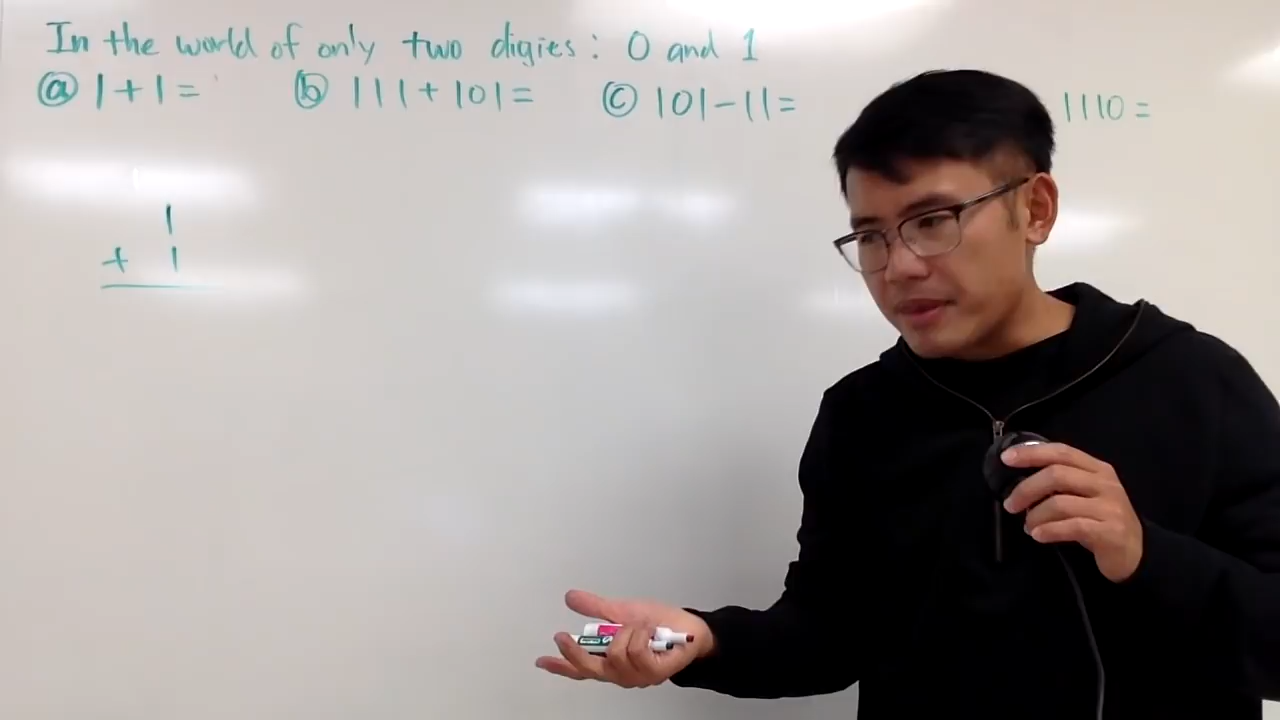 In the world of only two digies: 0 and 1
ⓐ 1+1= ⓑ 111+101= ⓒ 101-11= 1110=
1
+ 1